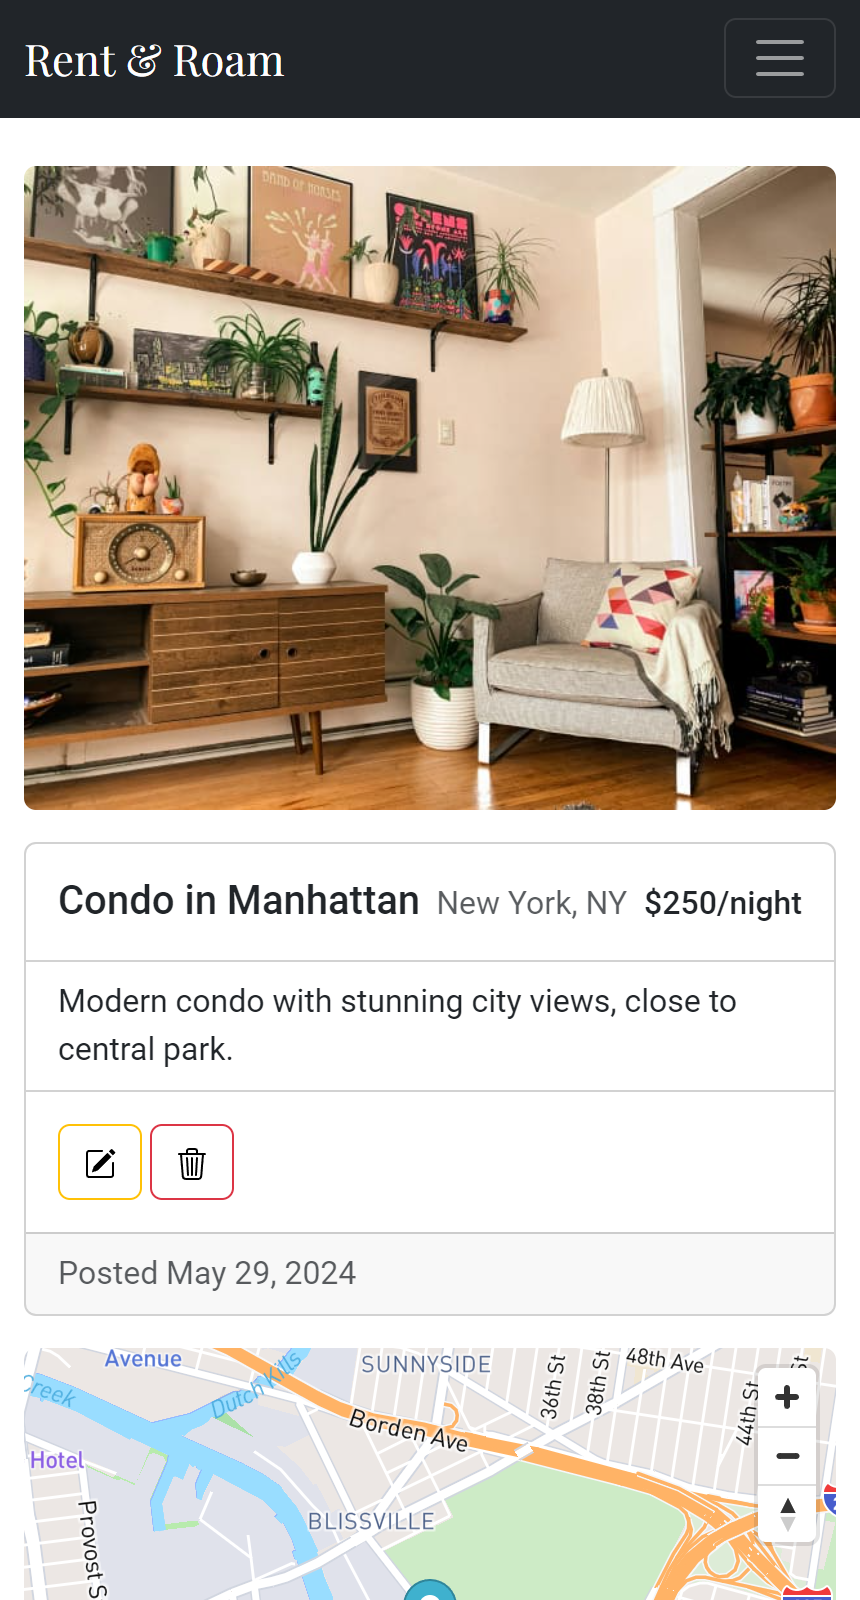 Rent & Roam
BAND OF HORSES
POETRY
Condo in Manhattan New York, NY $250/night
Modern condo with stunning city views, close to
central park.
Posted May 29, 2024
Avenue
SUNNYSIDE
48th Ave
36th St
38th St
44th St
St
Creek
Dutch Kills
Borden Ave
Hotel
BLISSVILLE
Provost S